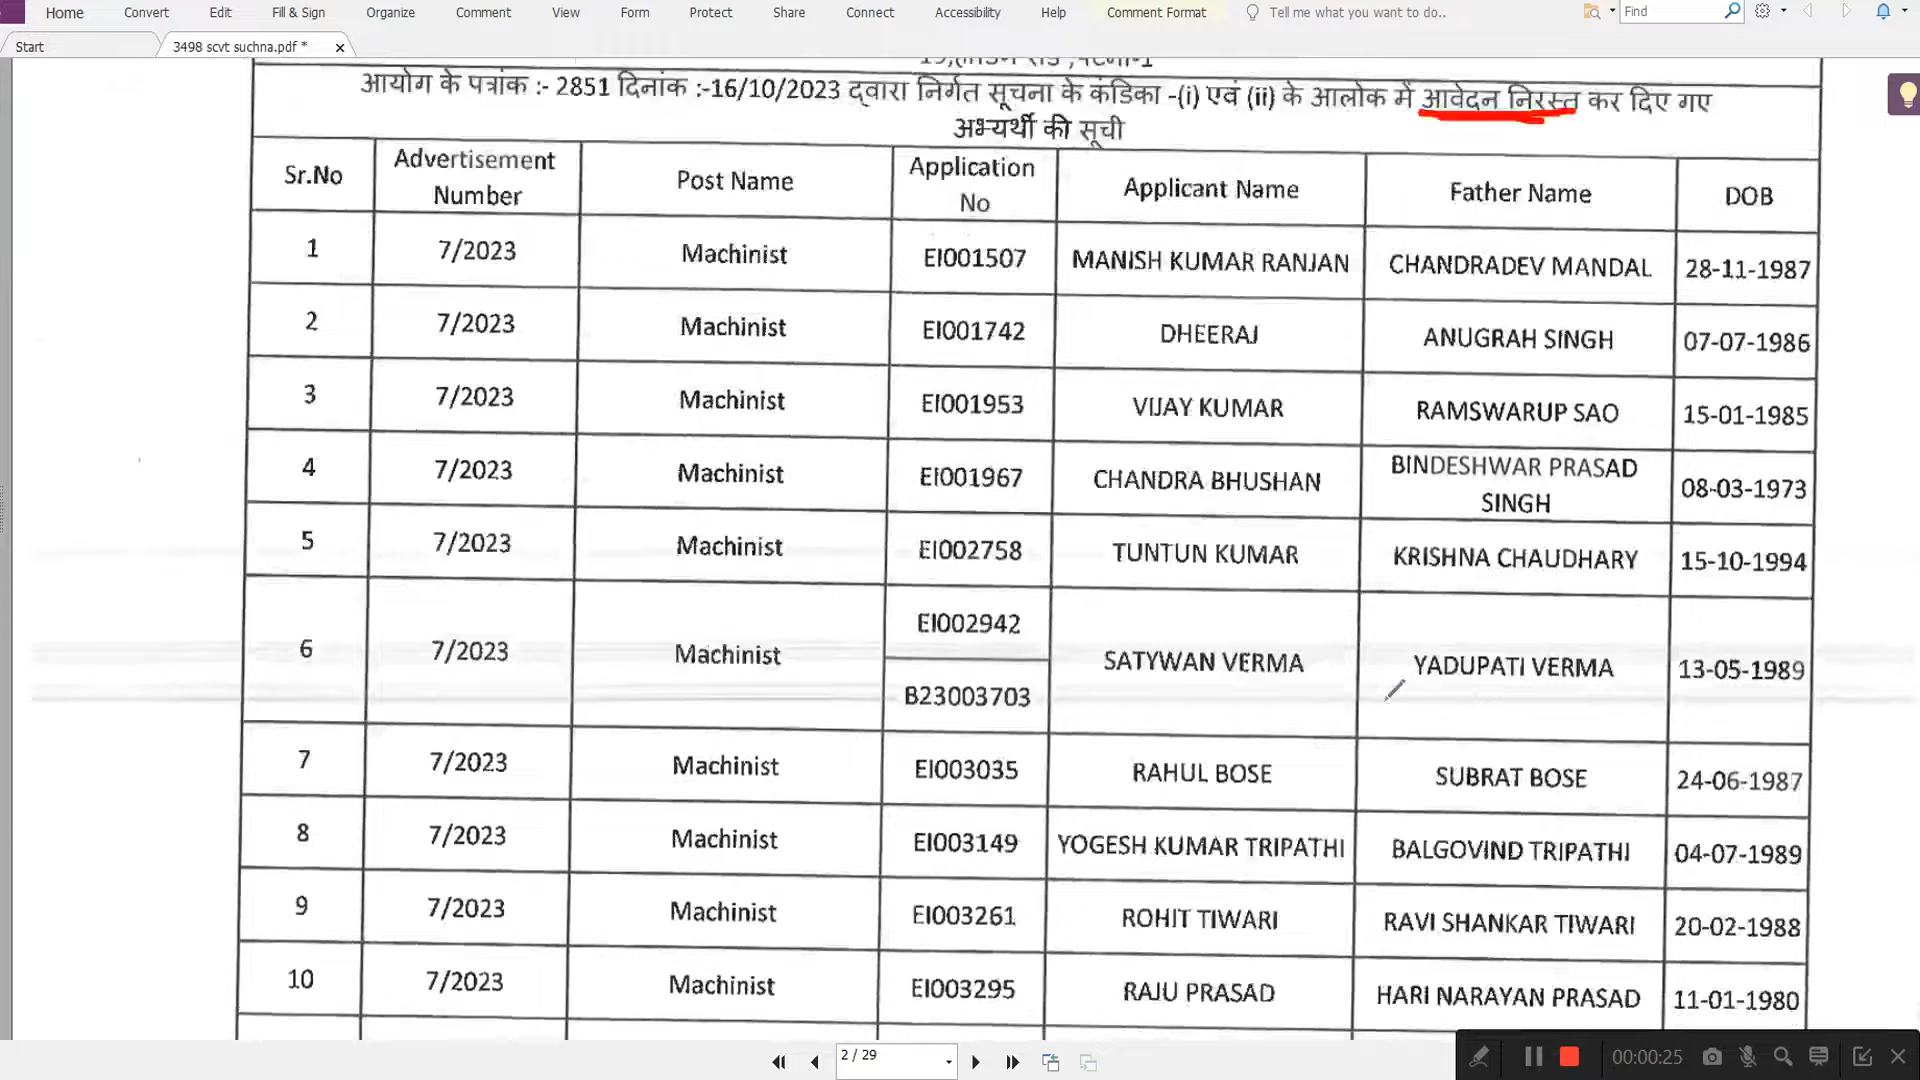 Home Convert Edit Fill & Sign Organize Comment View Form Protect Share Connect Accessibility Help Comment Format Tell me what you want to do.. Find
Start 3498 scvt suchna.pdf *
आयोग के पत्रांक :- 2851 दिनांक :-16/10/2023 द्वारा निर्गत सूचना के कंडिका -(i) एवं (ii) के आलोक में आवेदन निरस्त कर दिए गए
अभ्यर्थी की सूची
Sr.No Advertisement Number Post Name Application No Applicant Name Father Name DOB
1 7/2023 Machinist EI001507 MANISH KUMAR RANJAN CHANDRADEV MANDAL 28-11-1987
2 7/2023 Machinist EI001742 DHEERAJ ANUGRAH SINGH 07-07-1986
3 7/2023 Machinist EI001953 VIJAY KUMAR RAMSWARUP SAO 15-01-1985
4 7/2023 Machinist EI001967 CHANDRA BHUSHAN BINDESHWAR PRASAD SINGH 08-03-1973
5 7/2023 Machinist EI002758 TUNTUN KUMAR KRISHNA CHAUDHARY 15-10-1994
6 7/2023 Machinist EI002942 B23003703 SATYWAN VERMA YADUPATI VERMA 13-05-1989
7 7/2023 Machinist EI003035 RAHUL BOSE SUBRAT BOSE 24-06-1987
8 7/2023 Machinist EI003149 YOGESH KUMAR TRIPATHI BALGOVIND TRIPATHI 04-07-1989
9 7/2023 Machinist EI003261 ROHIT TIWARI RAVI SHANKAR TIWARI 20-02-1988
10 7/2023 Machinist EI003295 RAJU PRASAD HARI NARAYAN PRASAD 11-01-1980
2 / 29
00:00:25